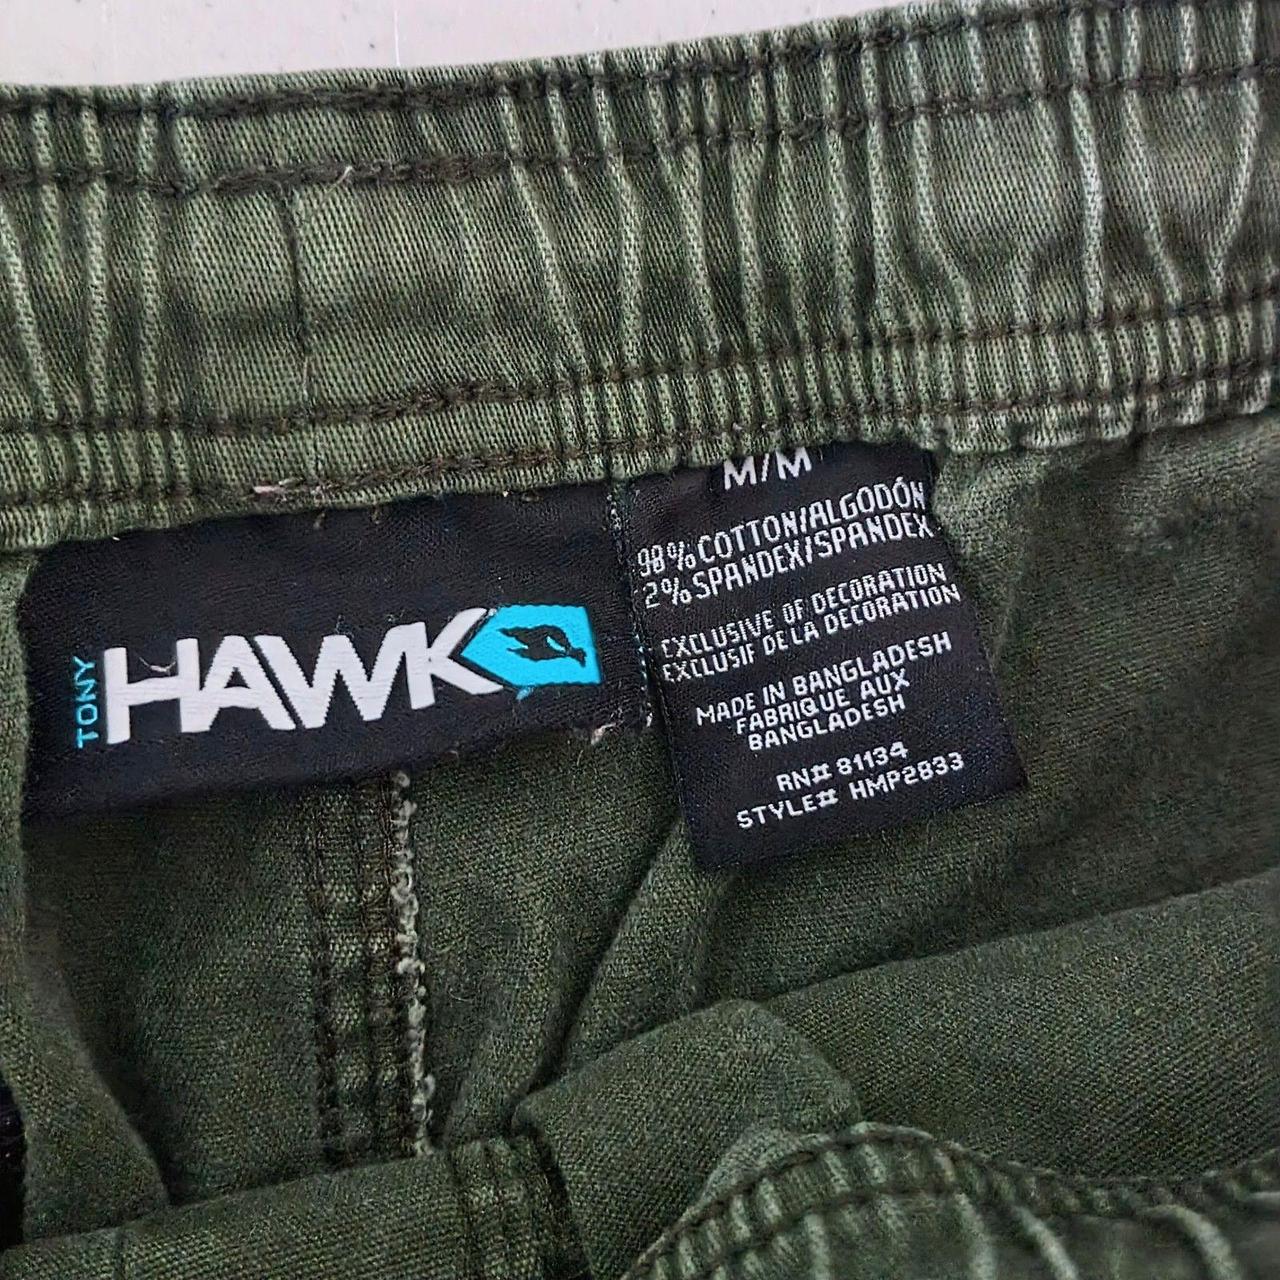 TONY
HAWK
M/M
98% COTTON/ALGODÓN
2% SPANDEX/SPANDEX
EXCLUSIVE OF DECORATION
EXCLUSIF DE LA DECORATION
MADE IN BANGLADESH
FABRIQUE AUX
BANGLADESH
RN# 81134
STYLE# HMP2833